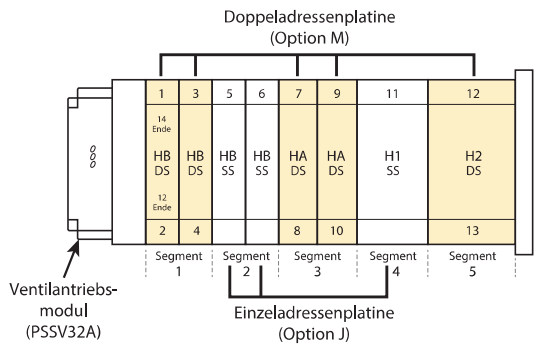 Doppeladressenplatine
(Option M)
1 3 5 6 7 9 11 12
14
Ende
HB
DS
HB
DS
HB
SS
HB
SS
HA
DS
HA
DS
H1
SS
H2
DS
12
Ende
2 4 8 10 13
Segment
1
Segment
2
Segment
3
Segment
4
Segment
5
Ventilantriebs-
modul
(PSSV32A)
Einzeladressenplatine
(Option J)